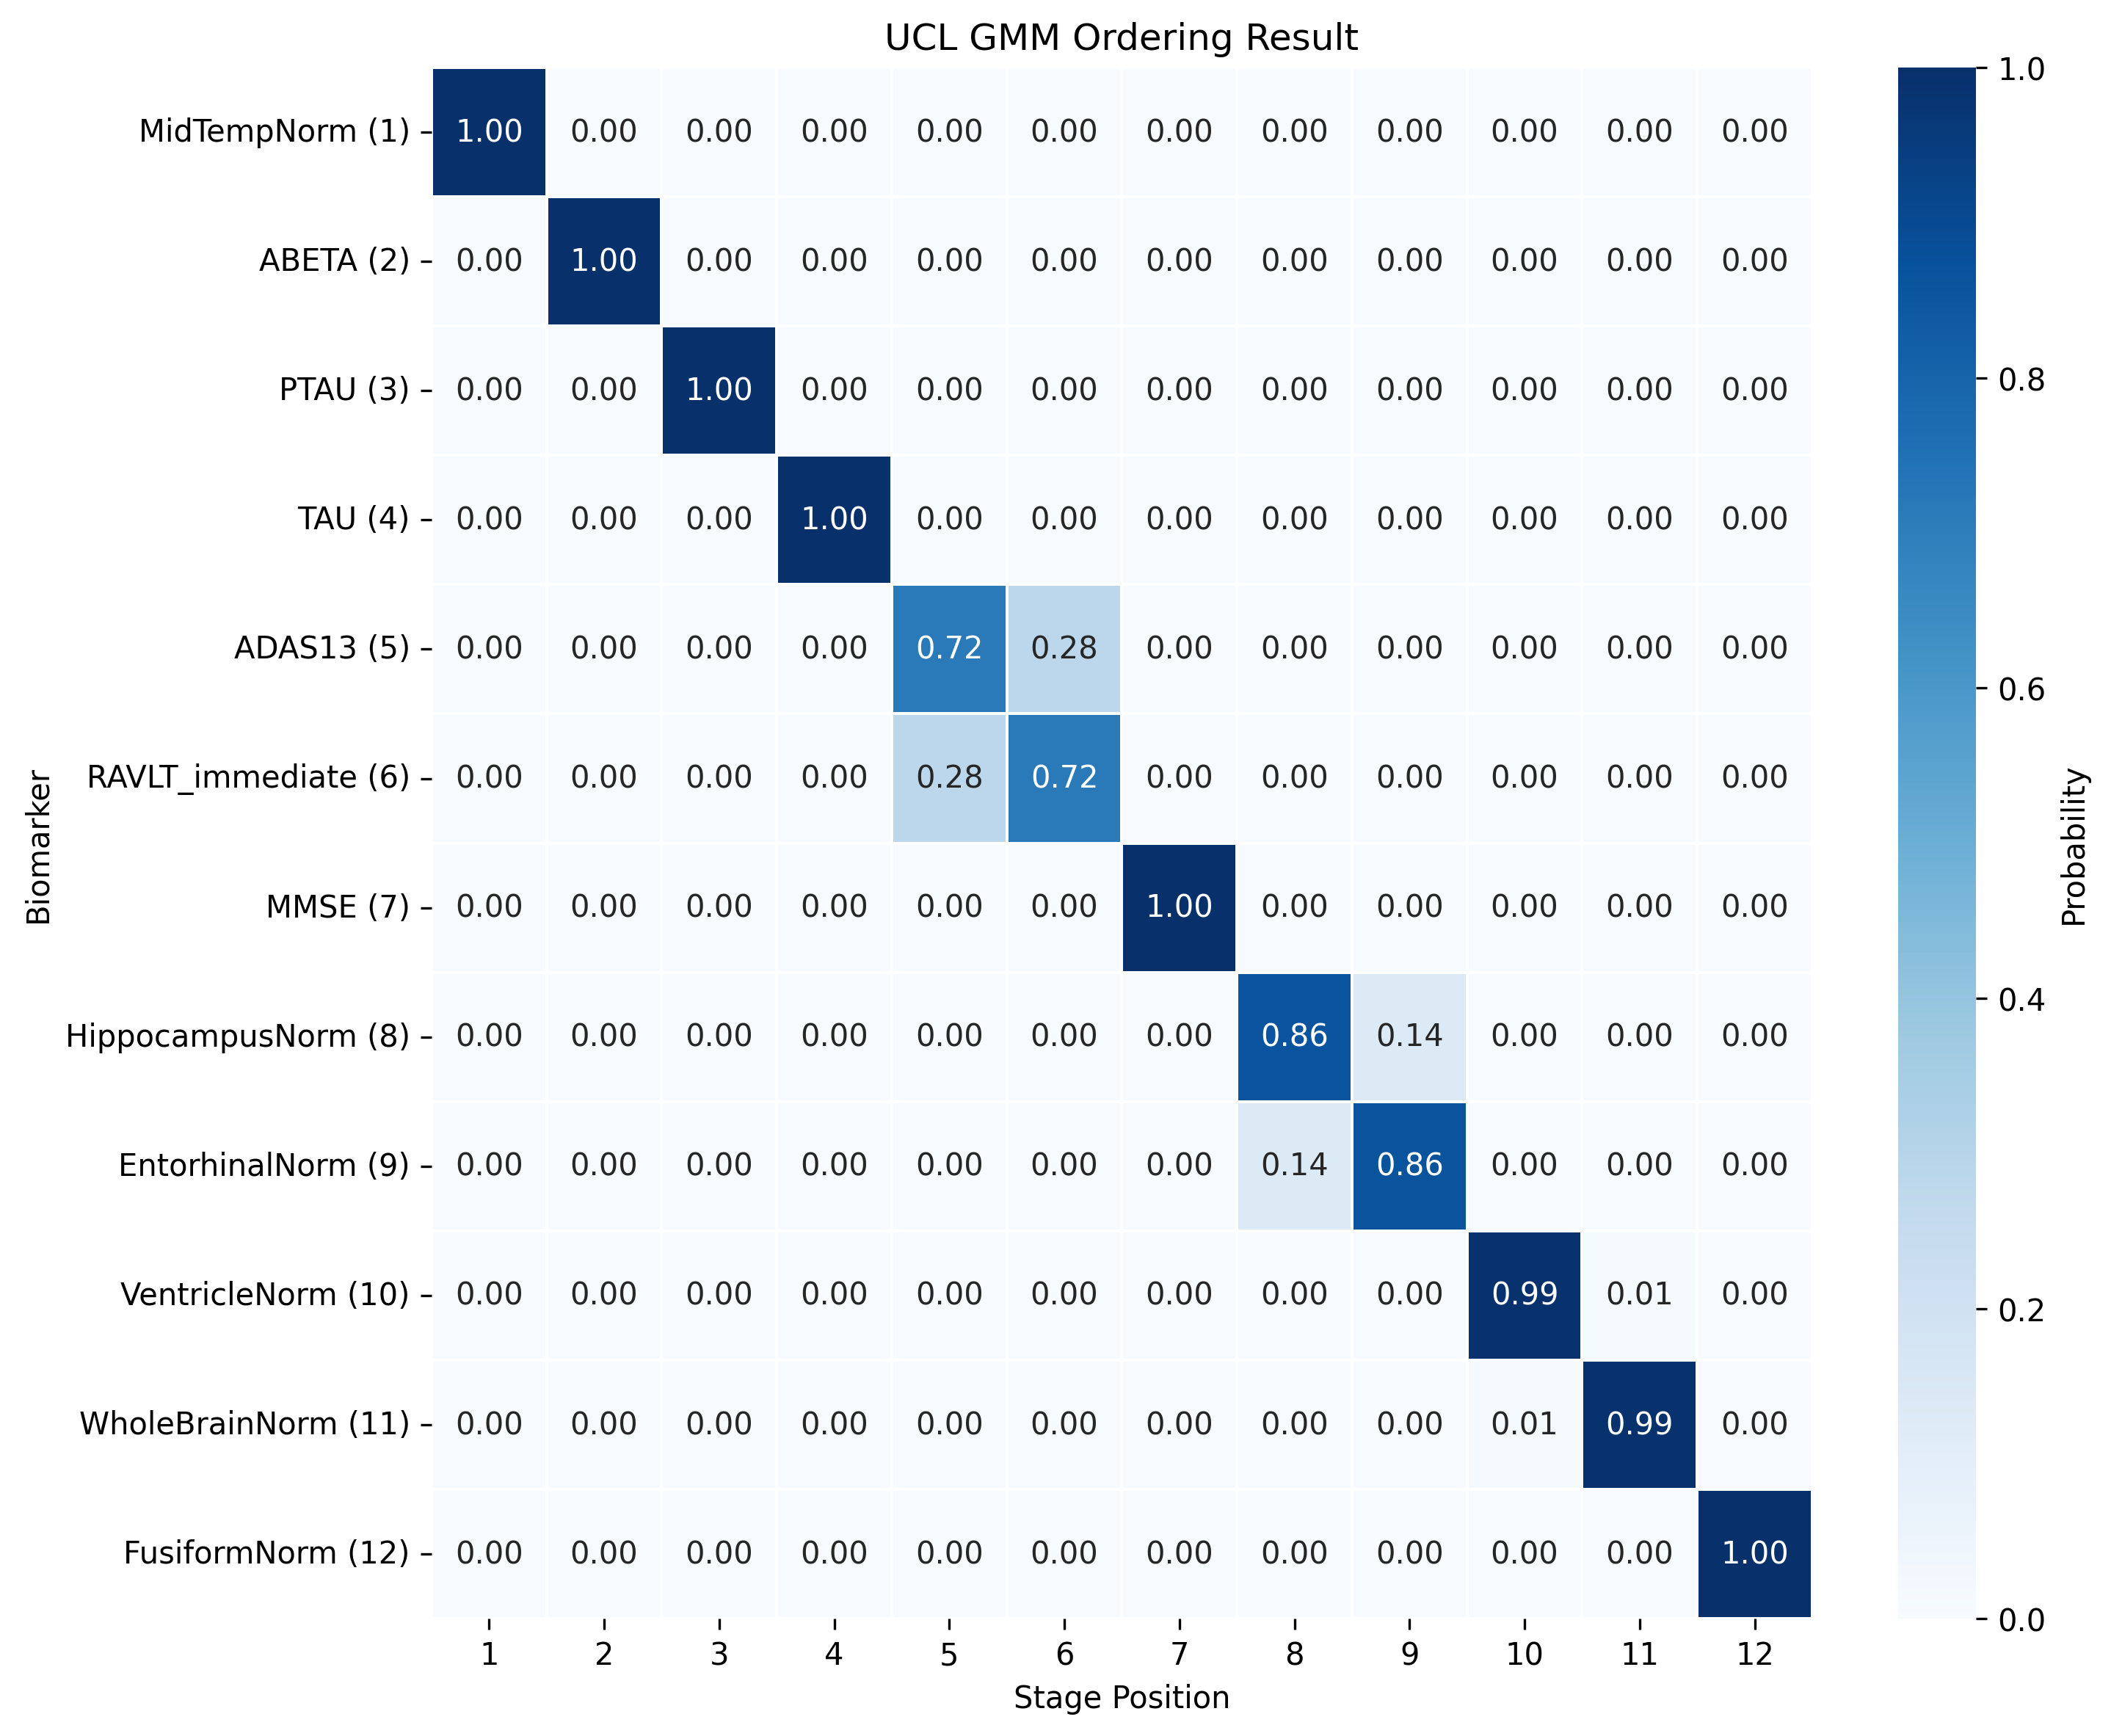 UCL GMM Ordering Result
MidTempNorm (1) 1.00 0.00 0.00 0.00 0.00 0.00 0.00 0.00 0.00 0.00 0.00 0.00
ABETA (2) 0.00 1.00 0.00 0.00 0.00 0.00 0.00 0.00 0.00 0.00 0.00 0.00
PTAU (3) 0.00 0.00 1.00 0.00 0.00 0.00 0.00 0.00 0.00 0.00 0.00 0.00
TAU (4) 0.00 0.00 0.00 1.00 0.00 0.00 0.00 0.00 0.00 0.00 0.00 0.00
ADAS13 (5) 0.00 0.00 0.00 0.00 0.72 0.28 0.00 0.00 0.00 0.00 0.00 0.00
RAVLT_immediate (6) 0.00 0.00 0.00 0.00 0.28 0.72 0.00 0.00 0.00 0.00 0.00 0.00
MMSE (7) 0.00 0.00 0.00 0.00 0.00 0.00 1.00 0.00 0.00 0.00 0.00 0.00
HippocampusNorm (8) 0.00 0.00 0.00 0.00 0.00 0.00 0.00 0.86 0.14 0.00 0.00 0.00
EntorhinalNorm (9) 0.00 0.00 0.00 0.00 0.00 0.00 0.00 0.14 0.86 0.00 0.00 0.00
VentricleNorm (10) 0.00 0.00 0.00 0.00 0.00 0.00 0.00 0.00 0.00 0.99 0.01 0.00
WholeBrainNorm (11) 0.00 0.00 0.00 0.00 0.00 0.00 0.00 0.00 0.00 0.01 0.99 0.00
FusiformNorm (12) 0.00 0.00 0.00 0.00 0.00 0.00 0.00 0.00 0.00 0.00 0.00 1.00
1 2 3 4 5 6 7 8 9 10 11 12
Stage Position
Biomarker
1.0
0.8
0.6
0.4
0.2
0.0
Probability